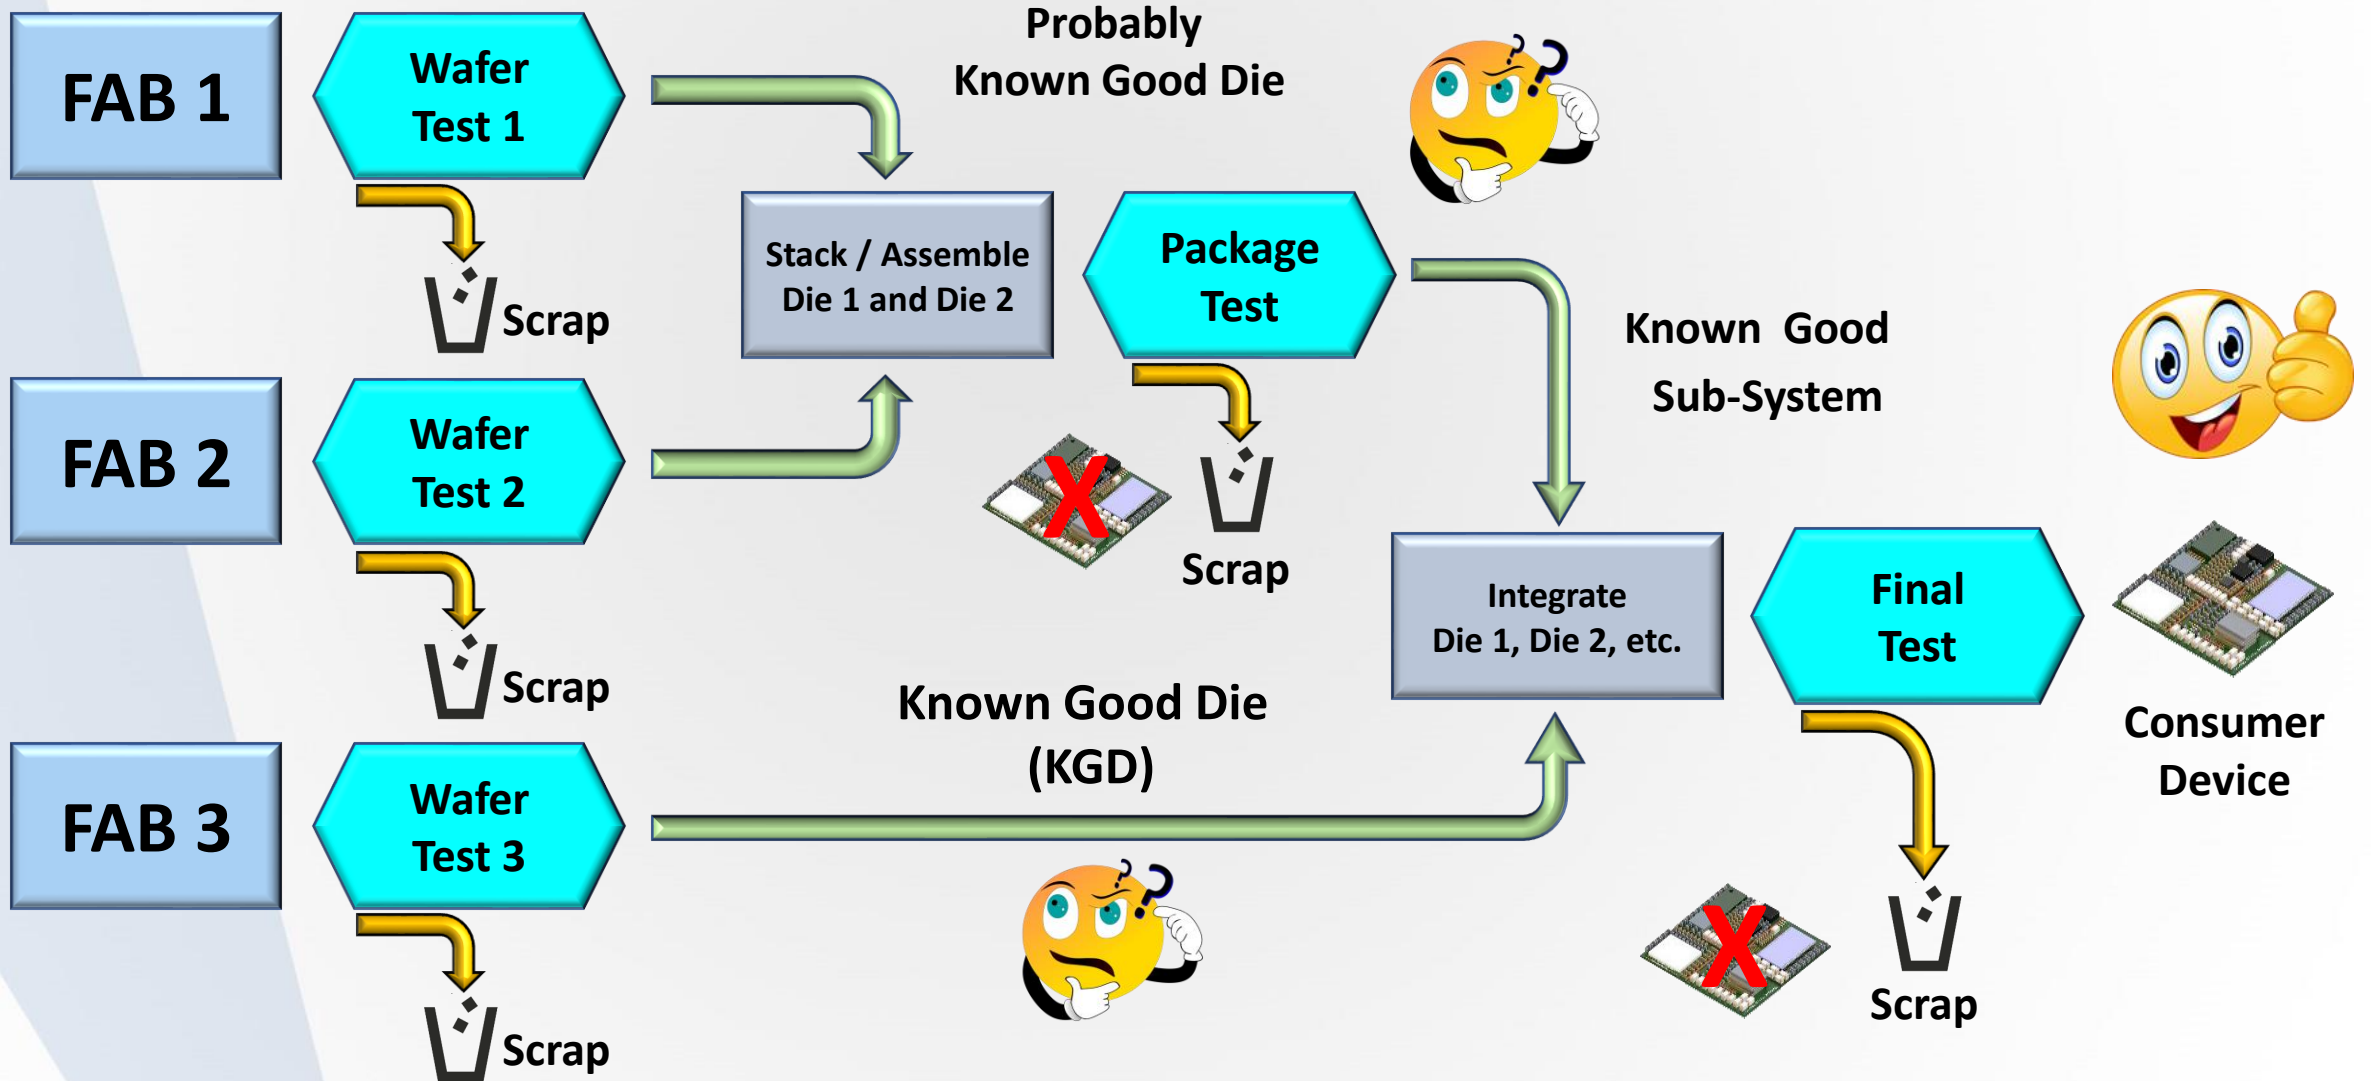 Probably
Known Good Die
FAB 1
Wafer
Test 1
Scrap
Stack / Assemble
Die 1 and Die 2
Package
Test
Scrap
X
Known Good
Sub-System
FAB 2
Wafer
Test 2
Scrap
Integrate
Die 1, Die 2, etc.
Final
Test
Consumer
Device
Known Good Die
(KGD)
FAB 3
Wafer
Test 3
Scrap
? ?
? ?
X
Scrap